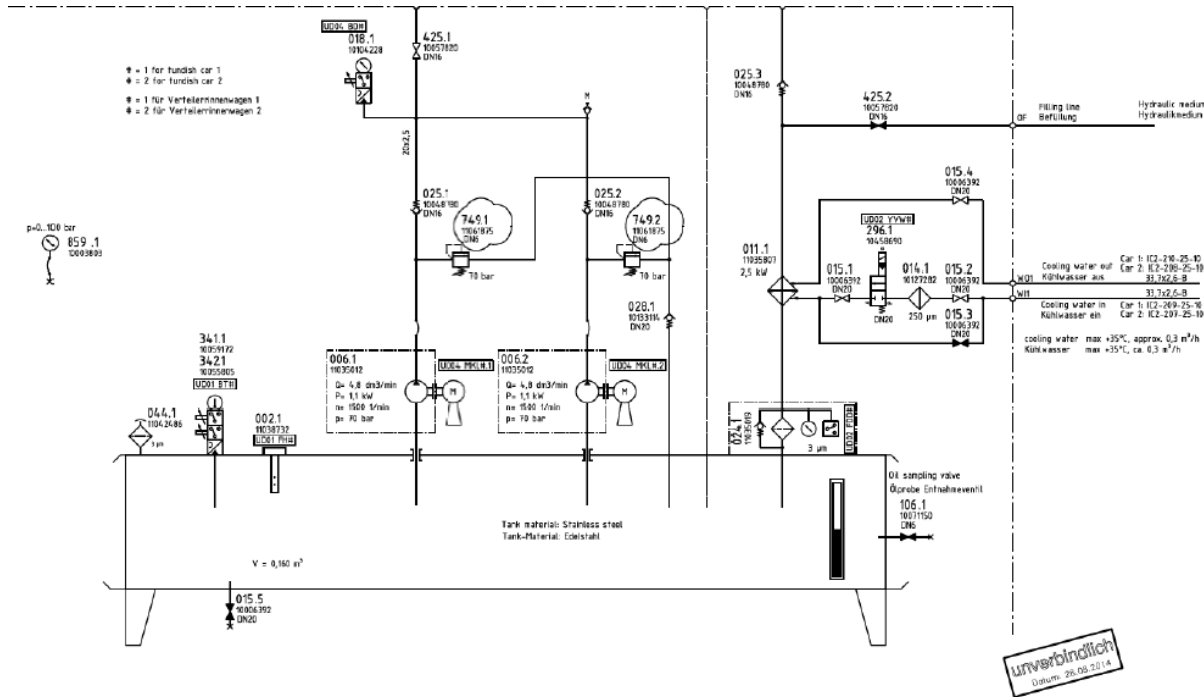 UD04 BD#
018.1
10104228
425.1
10057820
DN16
# = 1 for tundish car 1
# = 2 for tundish car 2
# = 1 für Verteilerrinnenwagen 1
# = 2 für Verteilerrinnenwagen 2
M
20x2,5
025.3
10048780
DN16
425.2
10057820
DN16
OF
Filling line
Befüllung
Hydraulic medium
Hydraulikmedium
p=0...100 bar
859 .1
10003803
025.1
10048780
DN16
749.1
11061875
DN6
70 bar
025.2
10048780
DN16
749.2
11061875
DN6
70 bar
028.1
10133114
DN20
011.1
11035807
2,5 kW
015.4
10006392
DN20
UD02 YVW#
296.1
10458690
DN20
015.1
10006392
DN20
014.1
10127282
250 µm
015.2
10006392
DN20
015.3
10006392
DN20
WO1
Cooling water out
Kühlwasser aus
Car 1: IC2-210-25-10
Car 2: IC2-208-25-10
33,7x2,6-B
WI1
33,7x2,6-B
Cooling water in
Kühlwasser ein
Car 1: IC2-209-25-10
Car 2: IC2-207-25-10
cooling water max +35°C, approx. 0,3 m³/h
Kühlwasser max +35°C, ca. 0,3 m³/h
341.1
10059172
342.1
10055805
UD01 BT#
044.1
11042486
3 µm
002.1
11038732
UD01 FH#
006.1
11035012
Q= 4,8 dm3/min
P= 1,1 kW
n= 1500 1/min
p= 70 bar
UD04 MKL#.1
M
006.2
11035012
Q= 4,8 dm3/min
P= 1,1 kW
n= 1500 1/min
p= 70 bar
UD04 MKL#.2
M
024.1
11035019
3 µm
Oil sampling valve
Ölprobe Entnahmeventil
106.1
10071150
DN6
Tank material: Stainless steel
Tank-Material: Edelstahl
V = 0,160 m³
015.5
10006392
DN20
unverbindlich
Datum: 26.06.2014